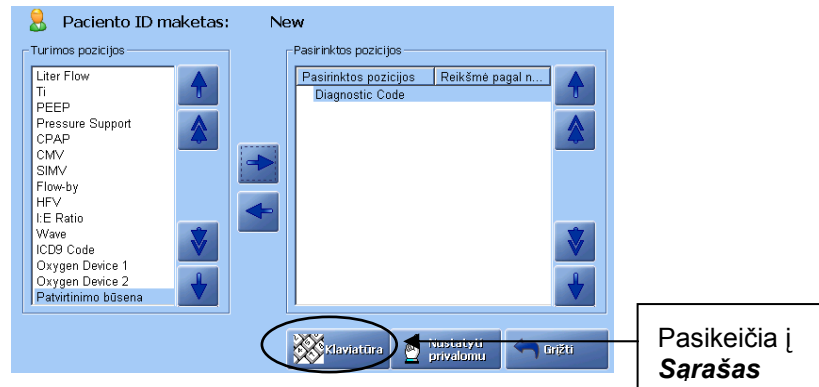 Paciento ID maketas: New
Turimos pozicijos
Liter Flow
Ti
PEEP
Pressure Support
CPAP
CMV
SIMV
Flow-by
HFV
I:E Ratio
Wave
ICD9 Code
Oxygen Device 1
Oxygen Device 2
Patvirtinimo būsena
Pasirinktos pozicijos
Pasirinktos pozicijos Reikšmė pagal n...
Diagnostic Code
Klaviatūra
Nustatyti
privalomu
Grįžti
Pasikeičia į
Sąrašas